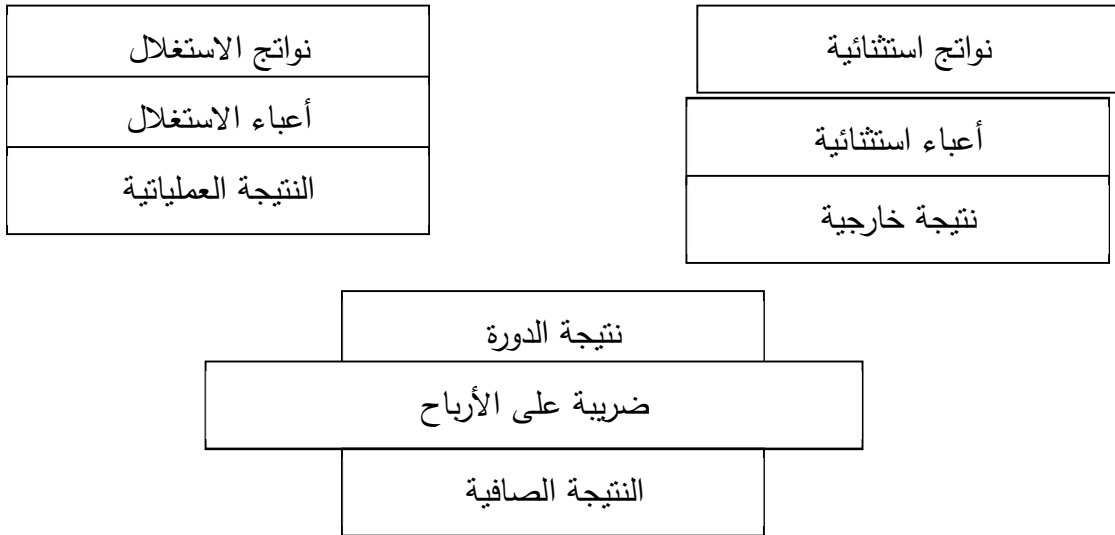 نواتج استثنائية
أعباء استثنائية
نتيجة خارجية
نواتج الاستغلال
أعباء الاستغلال
النتيجة العملياتية
نتيجة الدورة
ضريبة على الأرباح
النتيجة الصافية